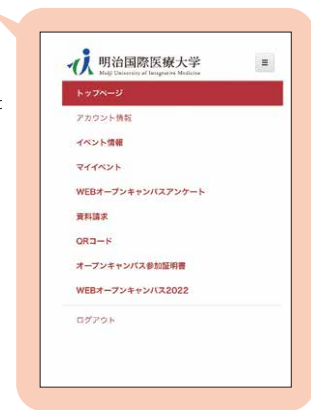 明治国際医療大学
Meiji University of Integrative Medicine
トップページ
アカウント情報
イベント情報
マイイベント
WEBオープンキャンパスアンケート
資料請求
QRコード
オープンキャンパス参加証明書
WEBオープンキャンパス2022
ログアウト